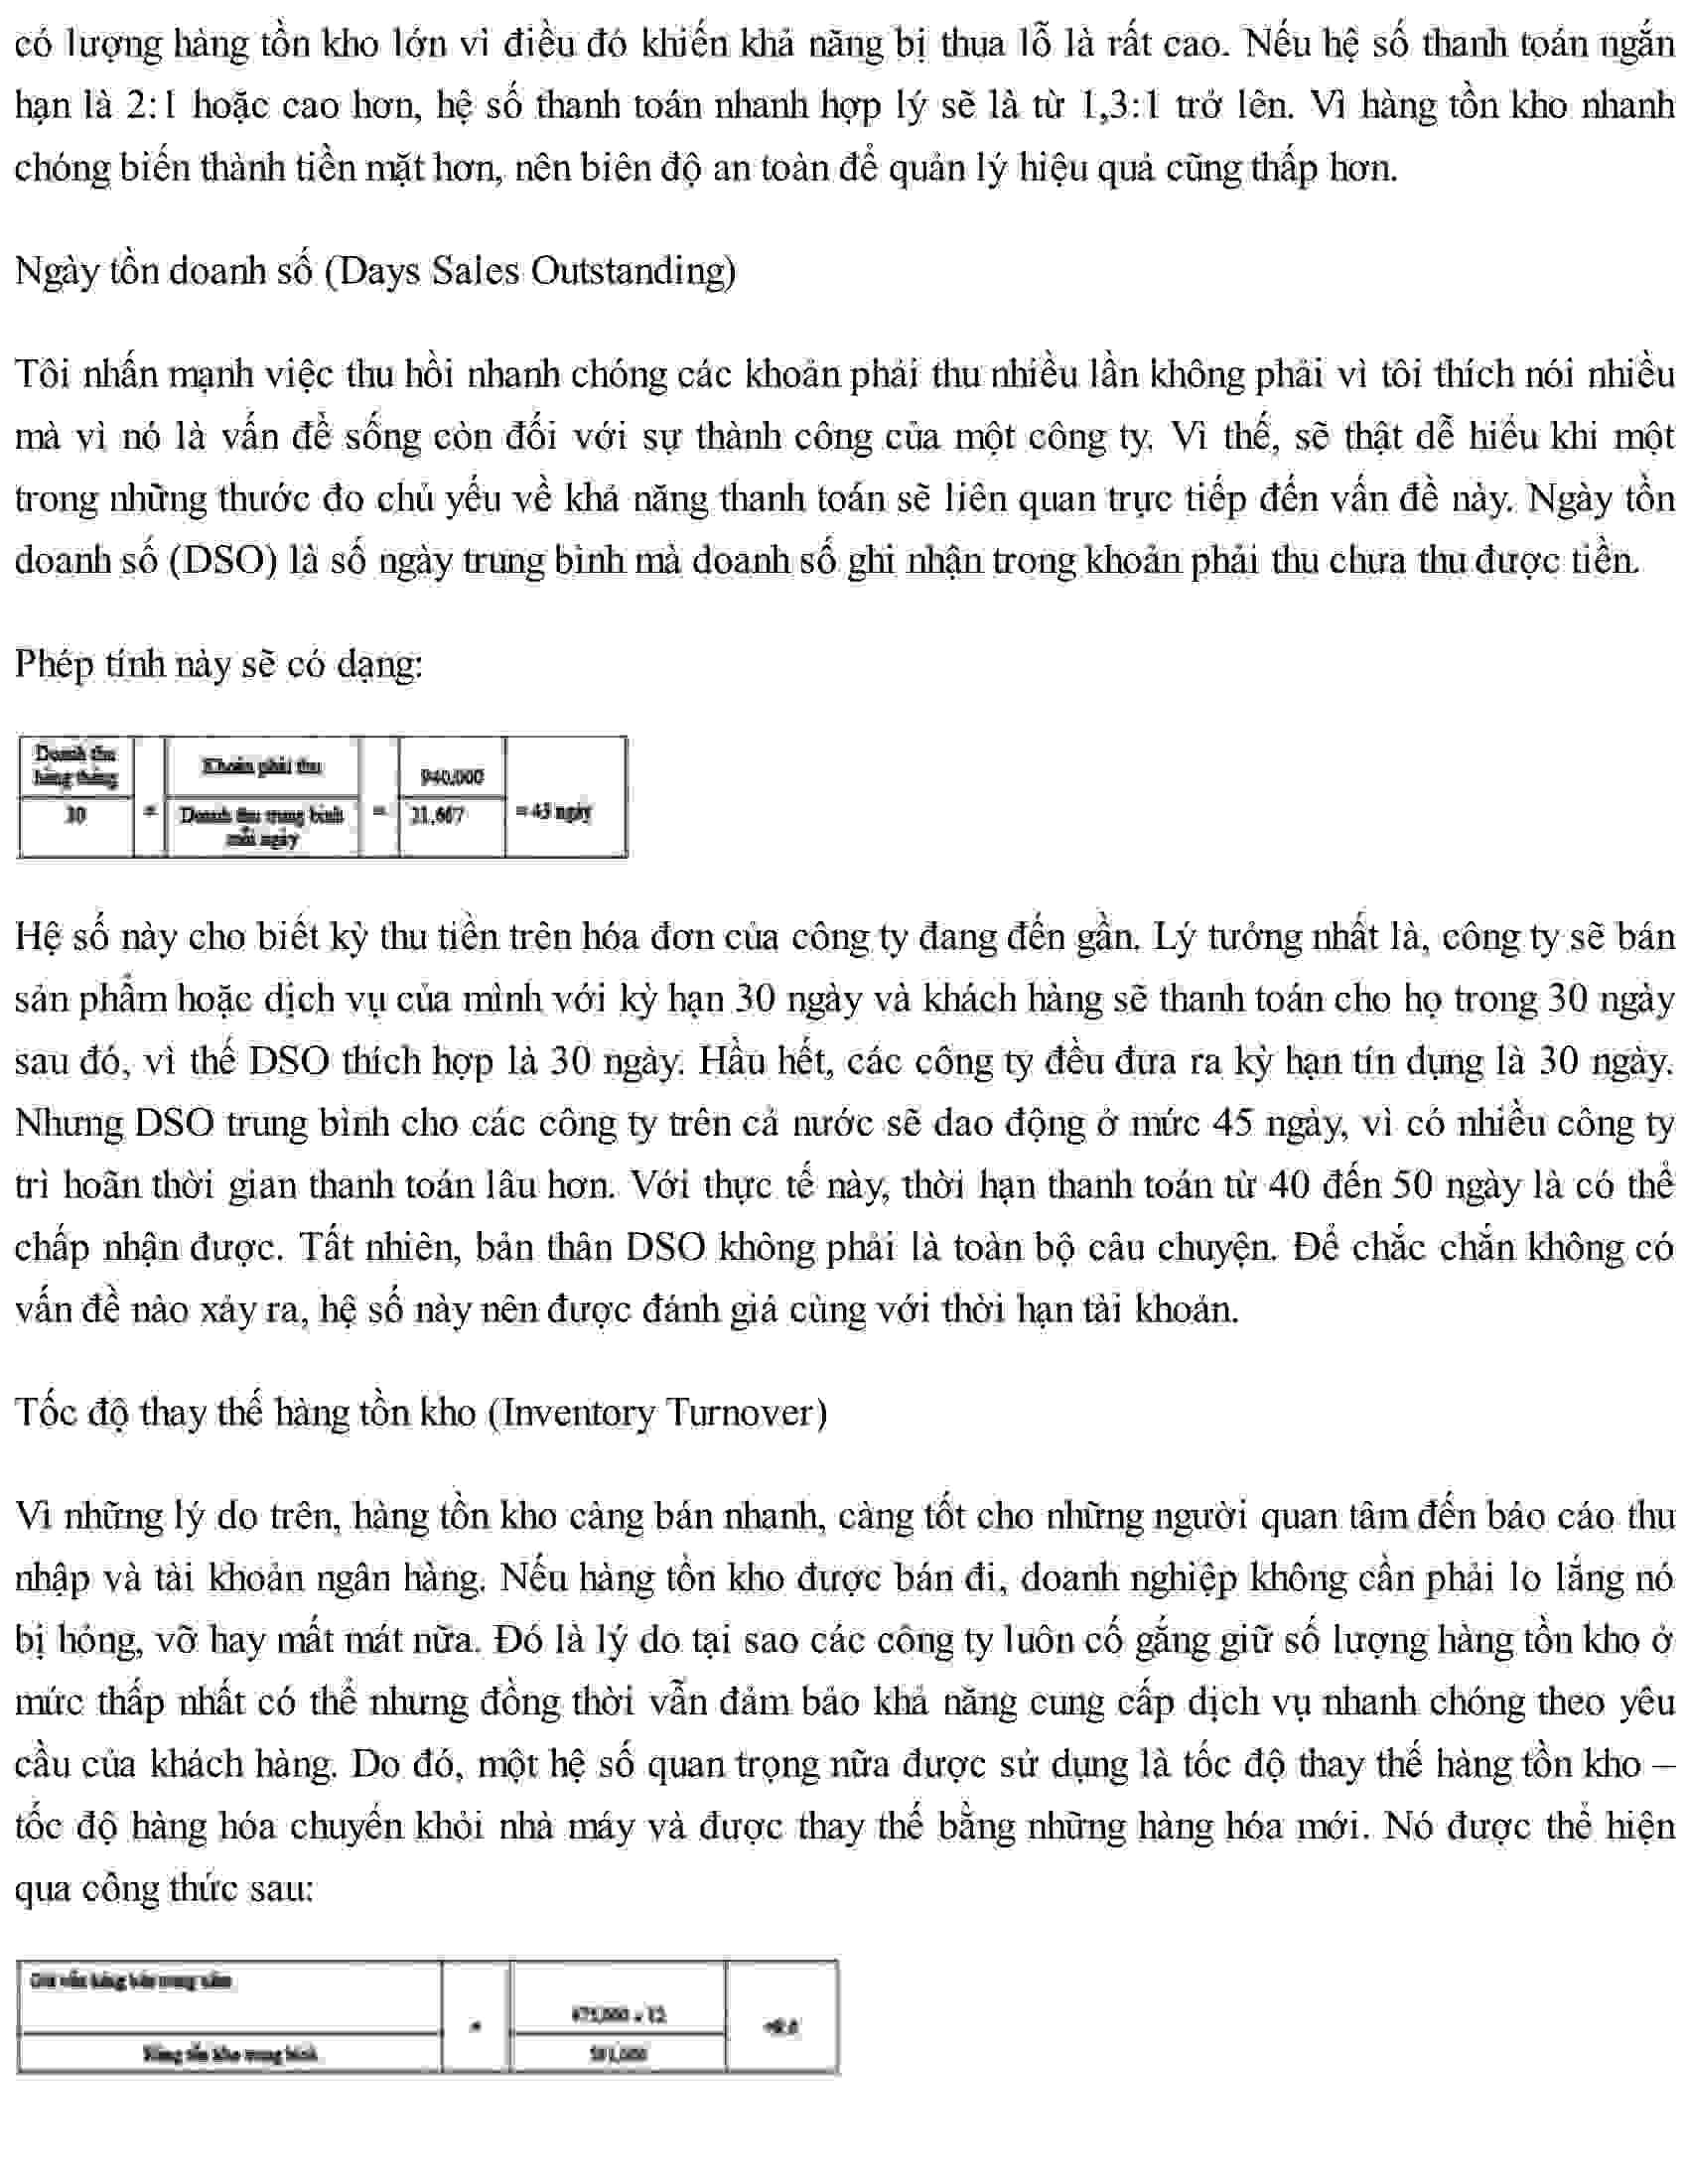 có lượng hàng tồn kho lớn vì điều đó khiến khả năng bị thua lỗ là rất cao. Nếu hệ số thanh toán ngắn
hạn là 2:1 hoặc cao hơn, hệ số thanh toán nhanh hợp lý sẽ là từ 1,3:1 trở lên. Vì hàng tồn kho nhanh
chóng biến thành tiền mặt hơn, nên biên độ an toàn để quản lý hiệu quả cũng thấp hơn.
Ngày tồn doanh số (Days Sales Outstanding)
Tôi nhấn mạnh việc thu hồi nhanh chóng các khoản phải thu nhiều lần không phải vì tôi thích nói nhiều
mà vì nó là vấn đề sống còn đối với sự thành công của một công ty. Vì thế, sẽ thật dễ hiểu khi một
trong những thước đo chủ yếu về khả năng thanh toán sẽ liên quan trực tiếp đến vấn đề này. Ngày tồn
doanh số (DSO) là số ngày trung bình mà doanh số ghi nhận trong khoản phải thu chưa thu được tiền.
Phép tính này sẽ có dạng:
Doanh thu
hàng tháng
Khoản phải thu
940,000
30
=
Doanh thu trung bình
=
= 45 ngày
mỗi ngày
Hệ số này cho biết kỳ thu tiền trên hóa đơn của công ty đang đến gần. Lý tưởng nhất là, công ty sẽ bán
sản phẩm hoặc dịch vụ của mình với kỳ hạn 30 ngày và khách hàng sẽ thanh toán cho họ trong 30 ngày
sau đó, vì thế DSO thích hợp là 30 ngày. Hầu hết, các công ty đều đưa ra kỳ hạn tín dụng là 30 ngày.
Nhưng DSO trung bình cho các công ty trên cả nước sẽ dao động ở mức 45 ngày, vì có nhiều công ty
trì hoãn thời gian thanh toán lâu hơn. Với thực tế này, thời hạn thanh toán từ 40 đến 50 ngày là có thể
chấp nhận được. Tất nhiên, bản thân DSO không phải là toàn bộ câu chuyện. Để chắc chắn không có
vấn đề nào xảy ra, hệ số này nên được đánh giá cùng với thời hạn tài khoản.
Tốc độ thay thế hàng tồn kho (Inventory Turnover)
Vì những lý do trên, hàng tồn kho càng bán nhanh, càng tốt cho những người quan tâm đến báo cáo thu
nhập và tài khoản ngân hàng. Nếu hàng tồn kho được bán đi, doanh nghiệp không cần phải lo lắng nó
bị hỏng, vỡ hay mất mát nữa. Đó là lý do tại sao các công ty luôn cố gắng giữ số lượng hàng tồn kho ở
mức thấp nhất có thể nhưng đồng thời vẫn đảm bảo khả năng cung cấp dịch vụ nhanh chóng theo yêu
cầu của khách hàng. Do đó, một hệ số quan trọng nữa được sử dụng là tốc độ thay thế hàng tồn kho –
tốc độ hàng hóa chuyển khỏi nhà máy và được thay thế bằng những hàng hóa mới. Nó được thể hiện
qua công thức sau:
Hàng tồn kho trung bình